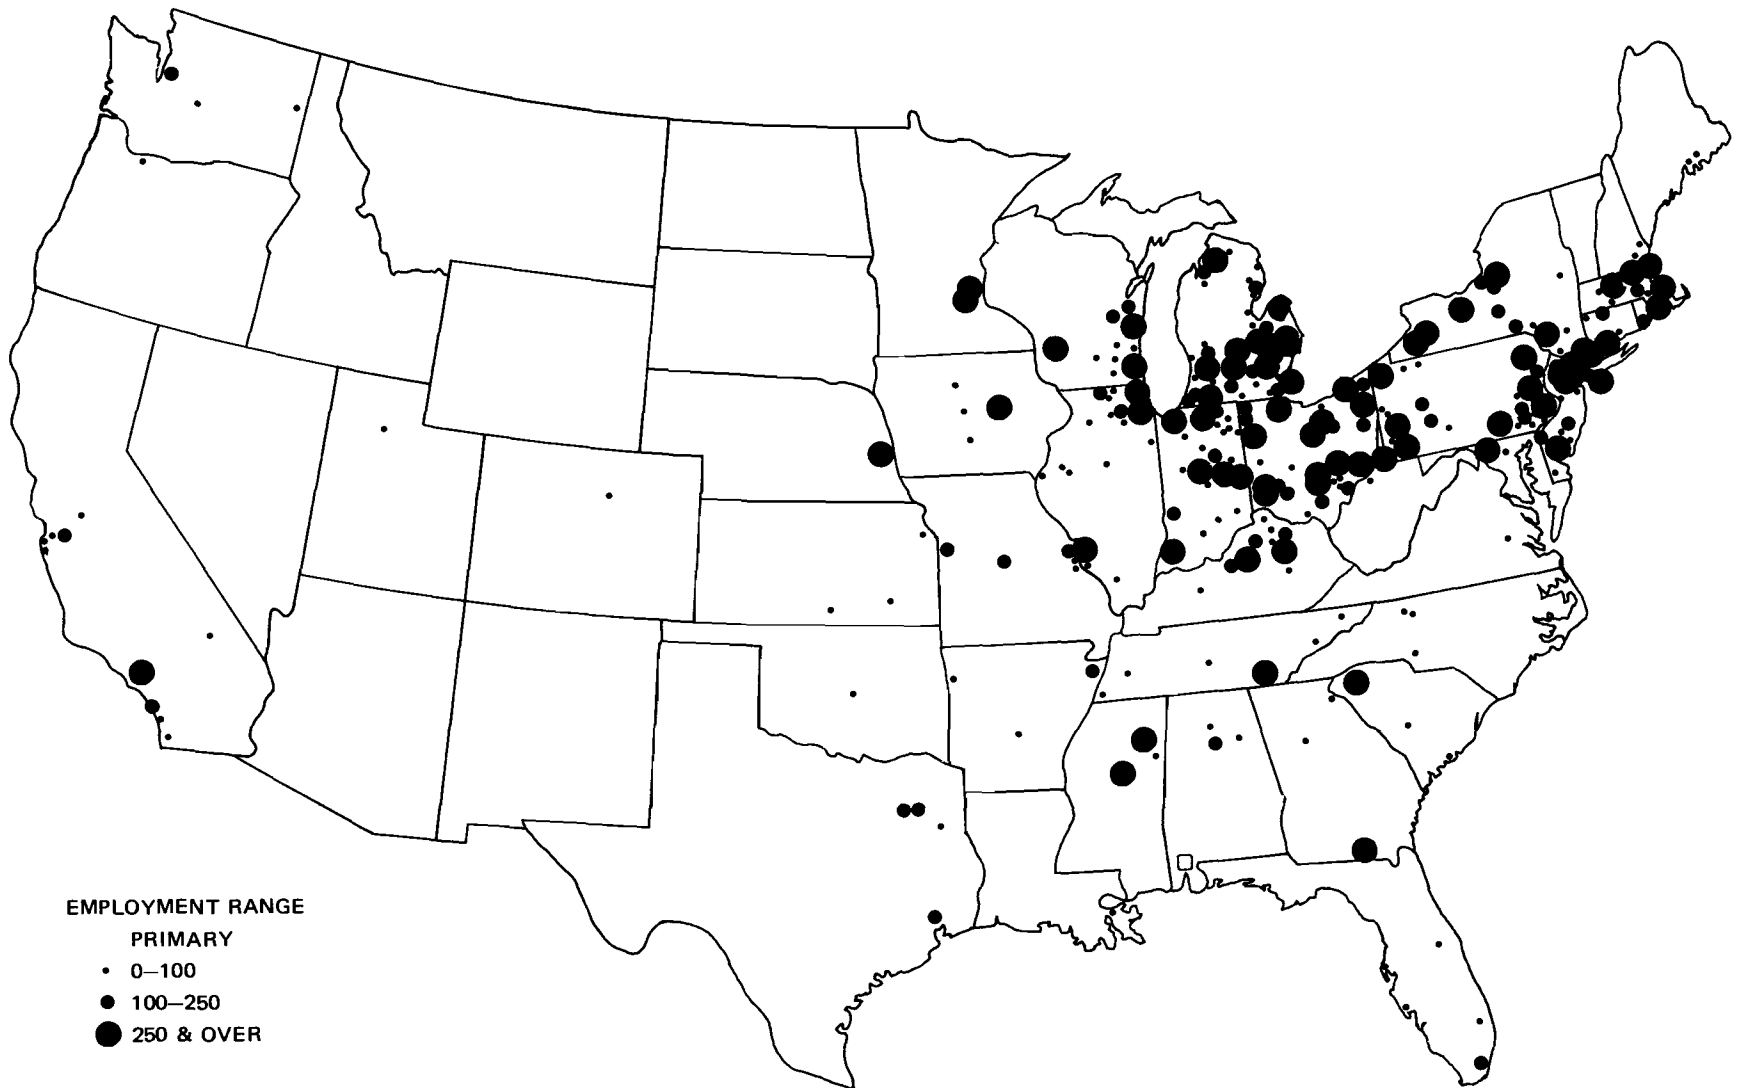 EMPLOYMENT RANGE
PRIMARY
0–100
100–250
250 & OVER